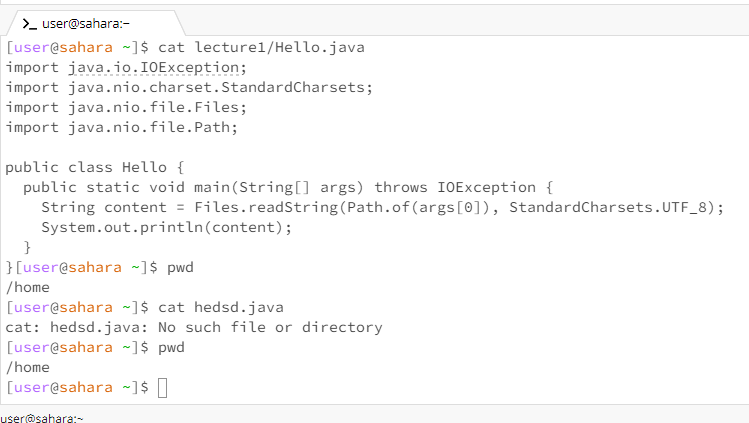 >_ user@sahara:~
[user@sahara ~]$ cat lecture1/Hello.java
import java.io.IOException;
import java.nio.charset.StandardCharsets;
import java.nio.file.Files;
import java.nio.file.Path;

public class Hello {
  public static void main(String[] args) throws IOException {
    String content = Files.readString(Path.of(args[0]), StandardCharsets.UTF_8);
    System.out.println(content);
  }
}[user@sahara ~]$ pwd
/home
[user@sahara ~]$ cat hedsd.java
cat: hedsd.java: No such file or directory
[user@sahara ~]$ pwd
/home
[user@sahara ~]$
user@sahara:~